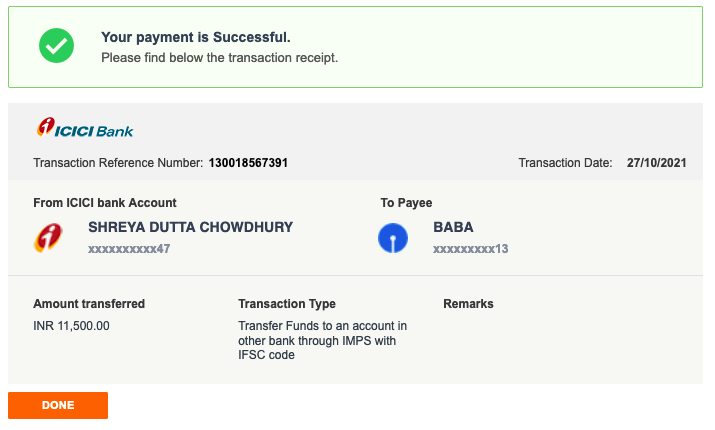 Your payment is Successful.
Please find below the transaction receipt.
ICICI Bank
Transaction Reference Number: 130018567391
Transaction Date: 27/10/2021
From ICICI bank Account
To Payee
SHREYA DUTTA CHOWDHURY
BABA
xxxxxxxxxx47
xxxxxxxxx13
Amount transferred
Transaction Type
Remarks
INR 11,500.00
Transfer Funds to an account in
other bank through IMPS with
IFSC code
DONE